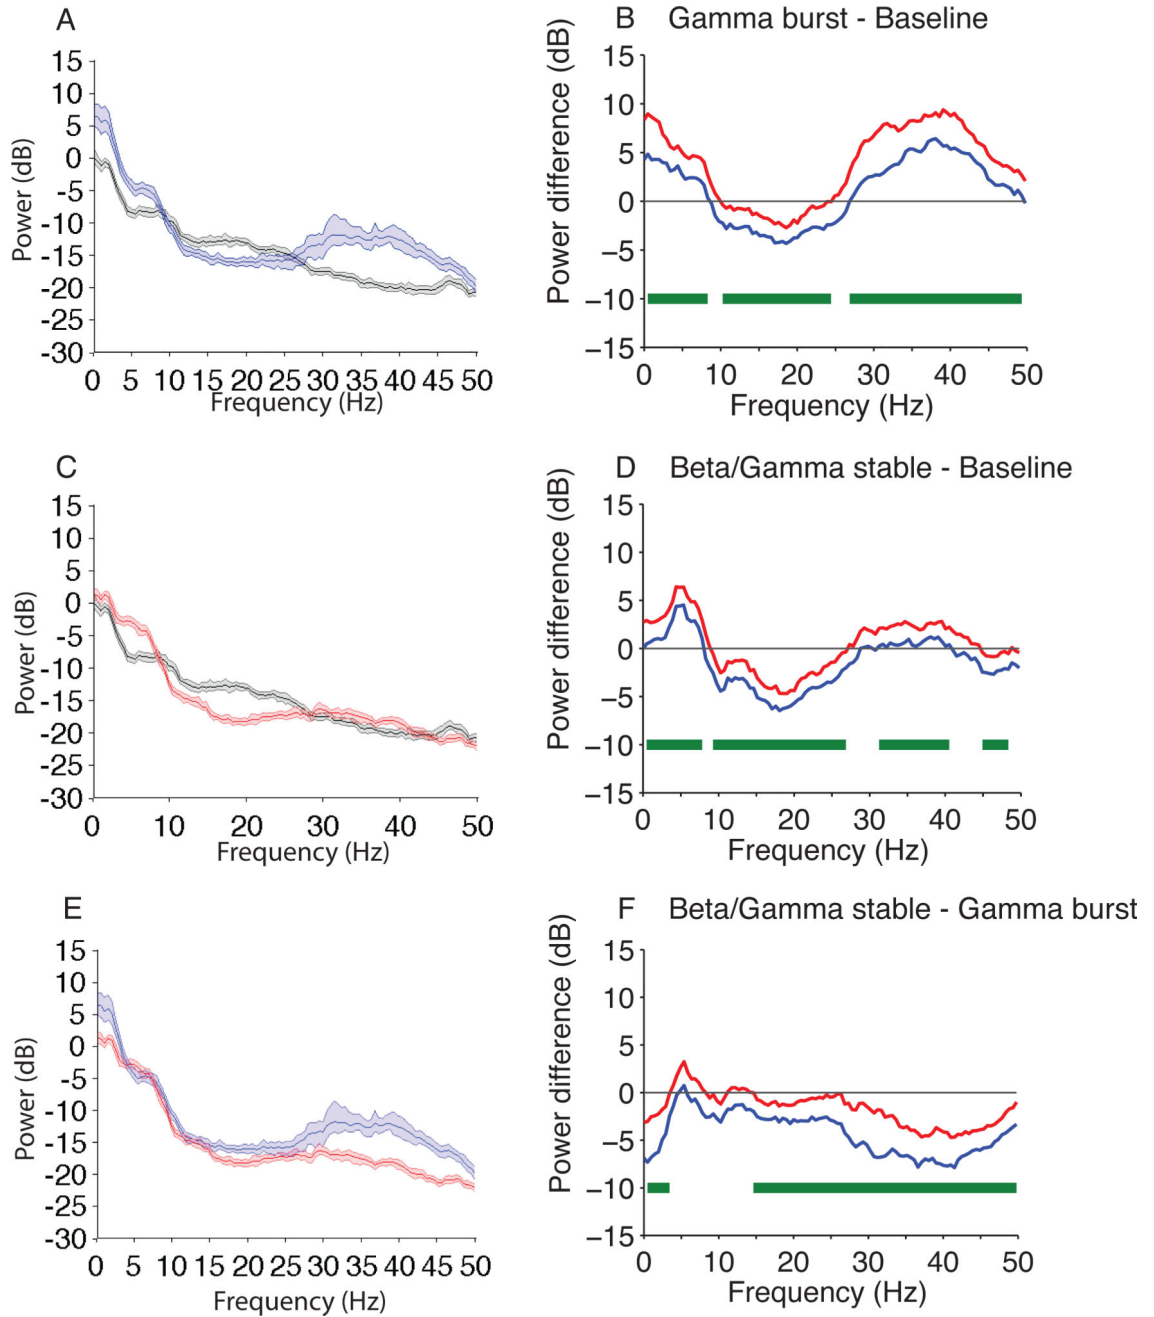 A
15
10
5
0
-5
-10
-15
-20
-25
-30
Power (dB)
0 5 10 15 20 25 30 35 40 45 50
Frequency (Hz)
B Gamma burst - Baseline
15
10
5
0
−5
−10
−15
Power difference (dB)
0 10 20 30 40 50
Frequency (Hz)
C
15
10
5
0
-5
-10
-15
-20
-25
-30
Power (dB)
0 10 20 30 40 50
Frequency (Hz)
D Beta/Gamma stable - Baseline
15
10
5
0
−5
−10
−15
Power difference (dB)
0 10 20 30 40 50
Frequency (Hz)
E
15
10
5
0
-5
-10
-15
-20
-25
-30
Power (dB)
0 5 10 15 20 25 30 35 40 45 50
Frequency (Hz)
F Beta/Gamma stable - Gamma burst
15
10
5
0
−5
−10
−15
Power difference (dB)
0 10 20 30 40 50
Frequency (Hz)